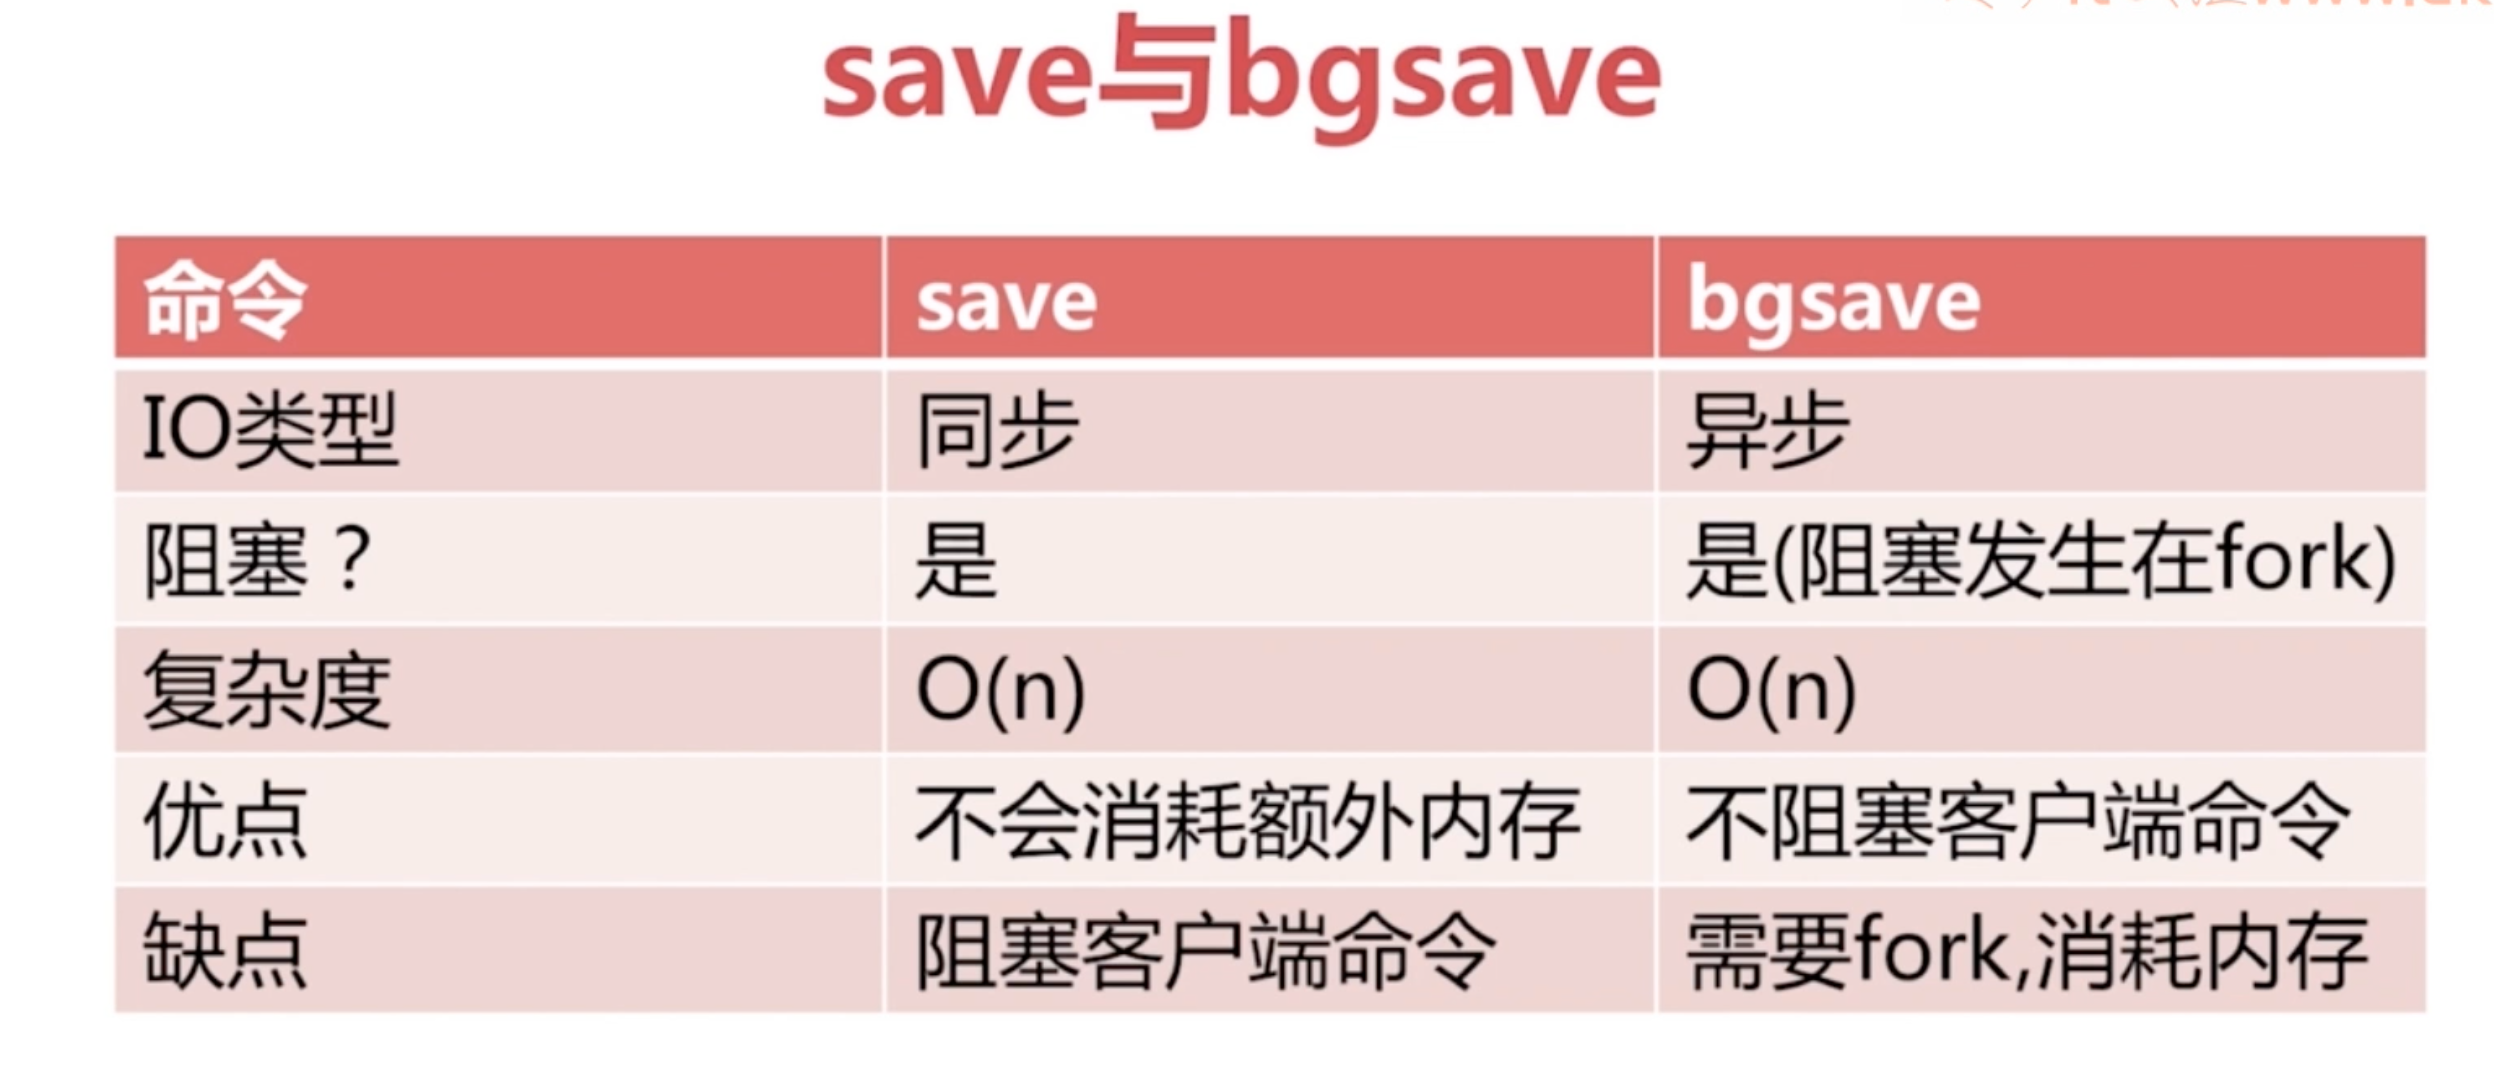 save与bgsave
命令 save bgsave
IO类型 同步 异步
阻塞？ 是 是(阻塞发生在fork)
复杂度 O(n) O(n)
优点 不会消耗额外内存 不阻塞客户端命令
缺点 阻塞客户端命令 需要fork,消耗内存